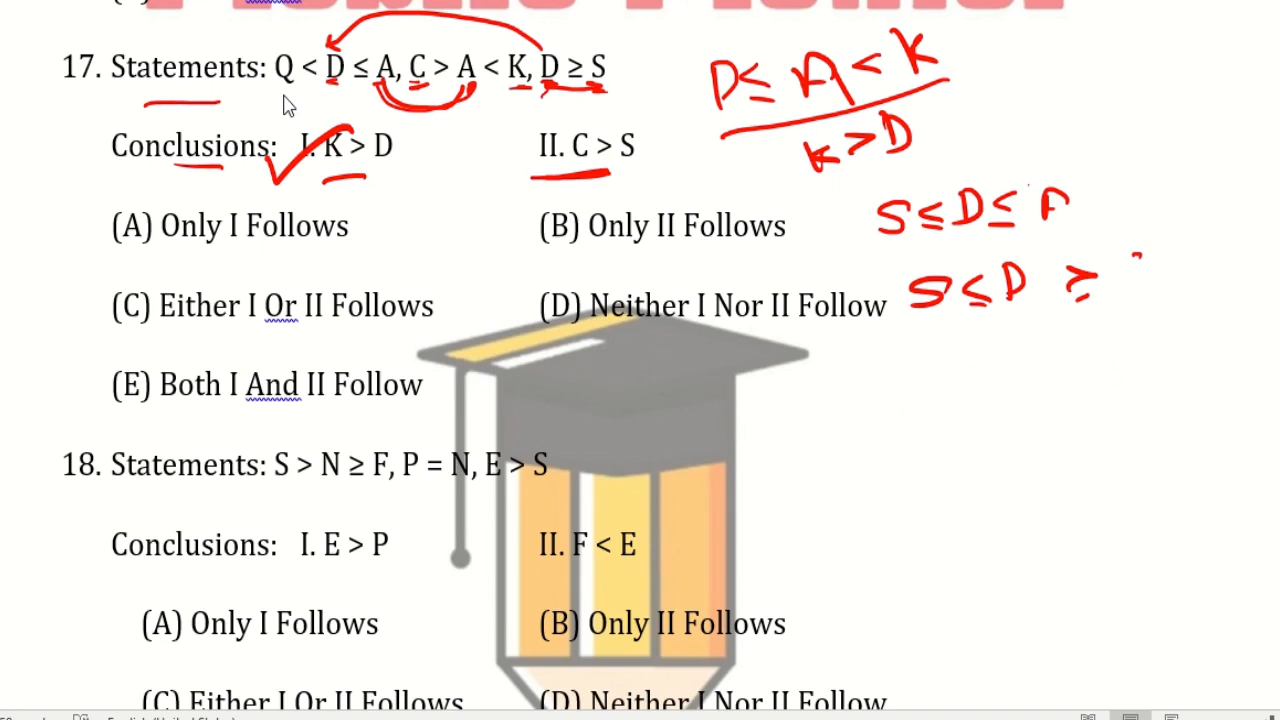 17. Statements: Q < D ≤ A, C > A < K, D ≥ S
D ≤ A < K
K > D
Conclusions: I. K > D II. C > S
S ≤ D ≤ A
(A) Only I Follows (B) Only II Follows
S ≤ D ≥
(C) Either I Or II Follows (D) Neither I Nor II Follow
(E) Both I And II Follow
18. Statements: S > N ≥ F, P = N, E > S
Conclusions: I. E > P II. F < E
(A) Only I Follows (B) Only II Follows
(C) Either I Or II Follows (D) Neither I Nor II Follow